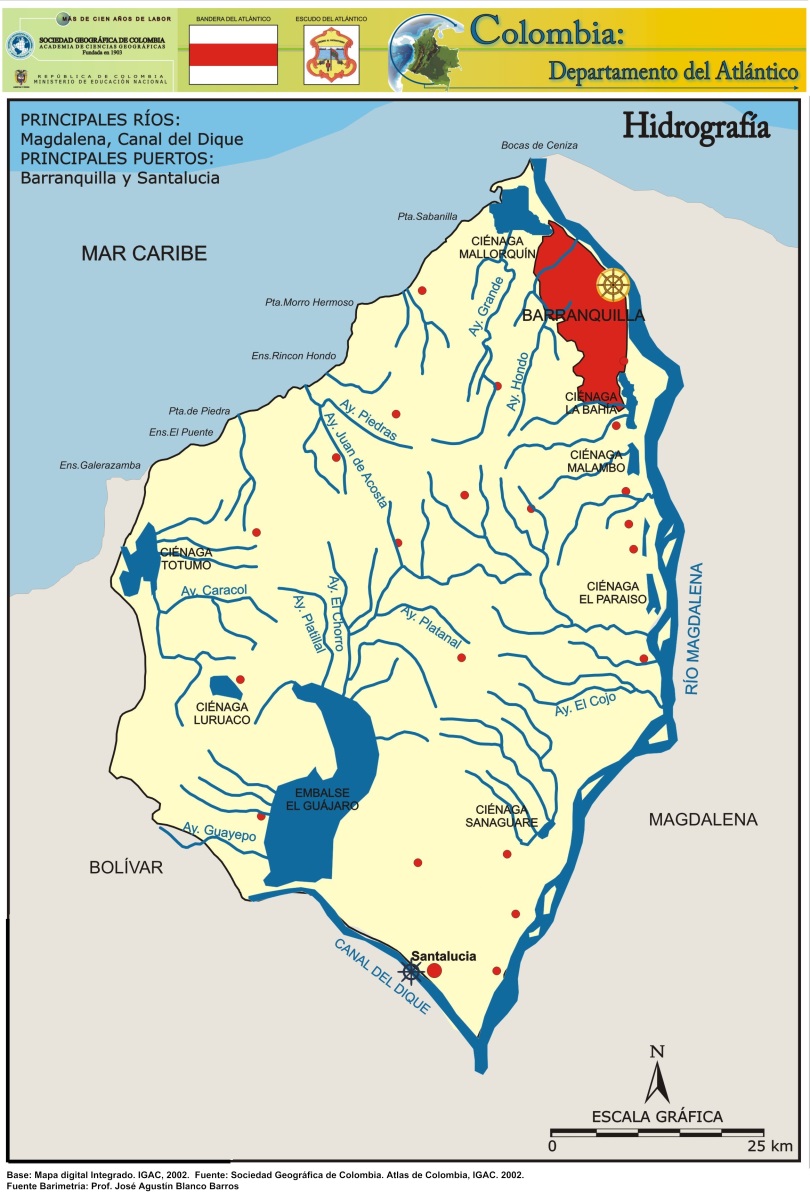 MÁS DE CIEN AÑOS DE LABOR
SOCIEDAD GEOGRÁFICA DE COLOMBIA
ACADEMIA DE CIENCIAS GEOGRÁFICAS
Fundada en 1903
REPÚBLICA DE COLOMBIA
MINISTERIO DE EDUCACIÓN NACIONAL
BANDERA DEL ATLÁNTICO
ESCUDO DEL ATLÁNTICO
Colombia:
Departamento del Atlántico
PRINCIPALES RÍOS:
Magdalena, Canal del Dique
PRINCIPALES PUERTOS:
Barranquilla y Santalucia
Hidrografía
Bocas de Ceniza
Pta.Sabanilla
MAR CARIBE
CIÉNAGA
MALLORQUÍN
Ay. Grande
Pta.Morro Hermoso
BARRANQUILLA
Ens.Rincon Hondo
Ay. Hondo
CIÉNAGA
LA BAHIA
Pta.de Piedra
Ay. Piedras
Ens.El Puente
Ay. Juan de Acosta
Ens.Galerazamba
CIÉNAGA
MALAMBO
CIÉNAGA
TOTUMO
Ay. Caracol
Ay. El Chorro
Ay. Platillal
Ay. Platanal
CIÉNAGA
EL PARAISO
RÍO MAGDALENA
CIÉNAGA
LURUACO
Ay. El Cojo
EMBALSE
EL GUÁJARO
CIÉNAGA
SANAGUARE
MAGDALENA
Ay. Guayepo
BOLÍVAR
Santalucia
CANAL DEL DIQUE
N
ESCALA GRÁFICA
0 25 km
Base: Mapa digital Integrado. IGAC, 2002. Fuente: Sociedad Geográfica de Colombia. Atlas de Colombia, IGAC. 2002.
Fuente Barimetria: Prof. José Agustín Blanco Barros